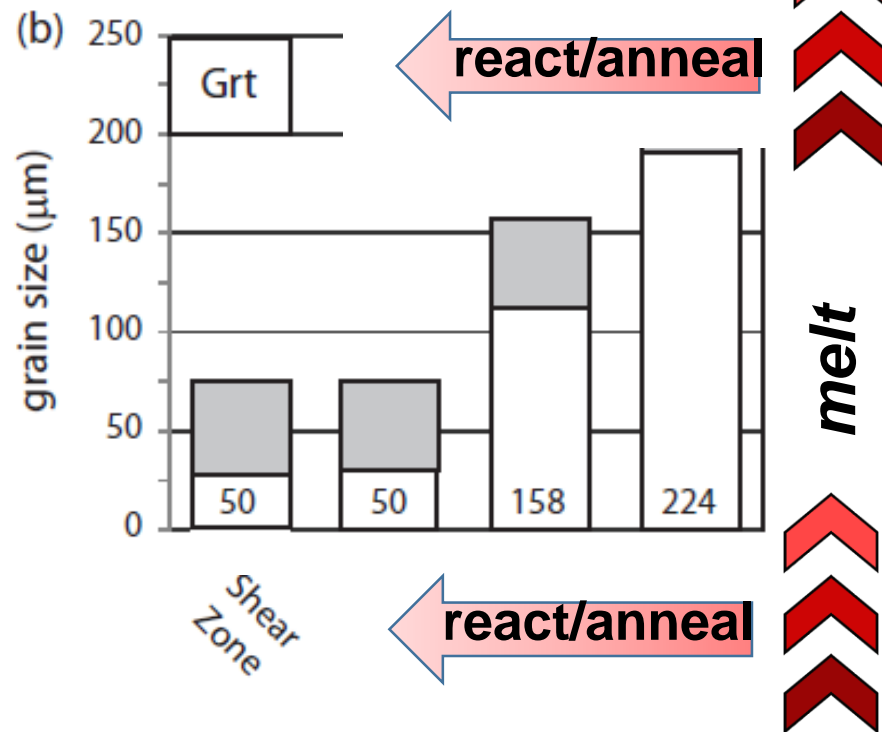 (b)
250
200
150
100
50
0
grain size (μm)
Grt
react/anneal
50
50
158
224
melt
Shear
Zone
react/anneal